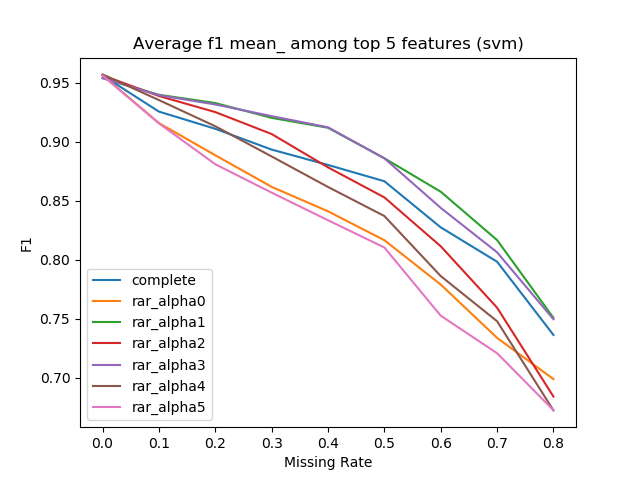 Average f1 mean_ among top 5 features (svm)
F1
0.95
0.90
0.85
0.80
0.75
0.70
complete
rar_alpha0
rar_alpha1
rar_alpha2
rar_alpha3
rar_alpha4
rar_alpha5
0.0 0.1 0.2 0.3 0.4 0.5 0.6 0.7 0.8
Missing Rate